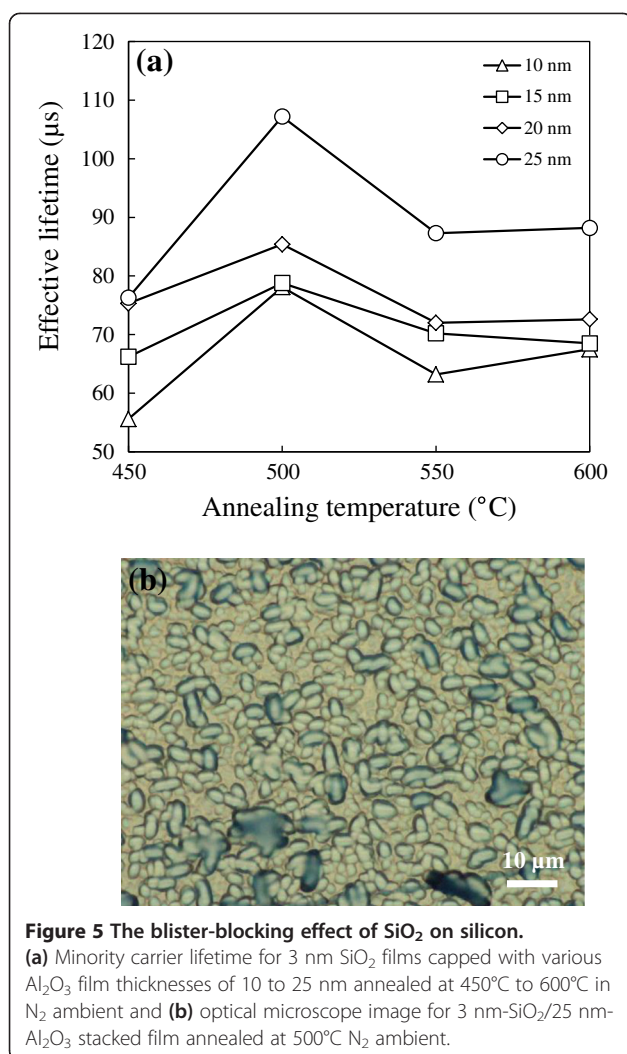 120
110
100
90
80
70
60
50
Effective lifetime (µs)
(a)
10 nm
15 nm
20 nm
25 nm
450 500 550 600
Annealing temperature (°C)
(b)
10 µm
Figure 5 The blister-blocking effect of SiO₂ on silicon.
(a) Minority carrier lifetime for 3 nm SiO₂ films capped with various
Al₂O₃ film thicknesses of 10 to 25 nm annealed at 450°C to 600°C in
N₂ ambient and (b) optical microscope image for 3 nm-SiO₂/25 nm-
Al₂O₃ stacked film annealed at 500°C N₂ ambient.